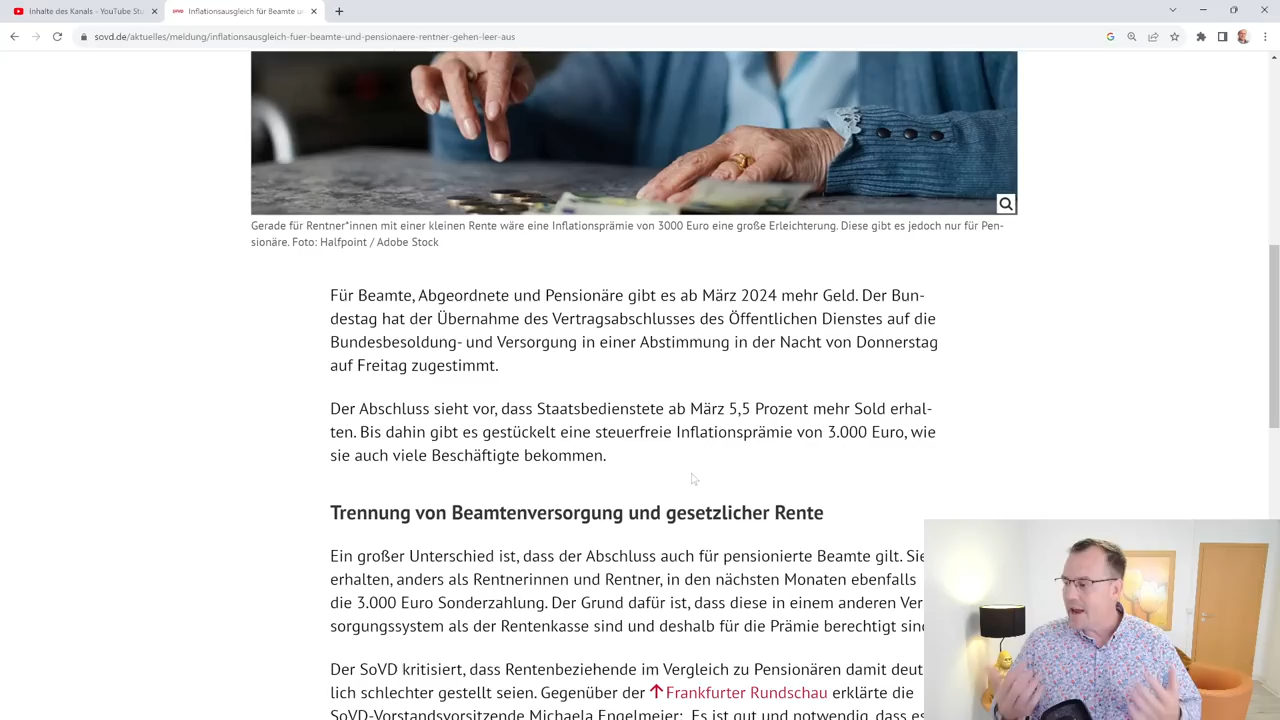 Inhalte des Kanals - YouTube Stu
Inflationsausgleich für Beamte u
sovd.de/aktuelles/meldung/inflationsausgleich-fuer-beamte-und-pensionaere-rentner-gehen-leer-aus
Gerade für Rentner*innen mit einer kleinen Rente wäre eine Inflationsprämie von 3000 Euro eine große Erleichterung. Diese gibt es jedoch nur für Pen-
sionäre. Foto: Halfpoint / Adobe Stock
Für Beamte, Abgeordnete und Pensionäre gibt es ab März 2024 mehr Geld. Der Bun-
destag hat der Übernahme des Vertragsabschlusses des Öffentlichen Dienstes auf die
Bundesbesoldung- und Versorgung in einer Abstimmung in der Nacht von Donnerstag
auf Freitag zugestimmt.
Der Abschluss sieht vor, dass Staatsbedienstete ab März 5,5 Prozent mehr Sold erhal-
ten. Bis dahin gibt es gestückelt eine steuerfreie Inflationsprämie von 3.000 Euro, wie
sie auch viele Beschäftigte bekommen.
Trennung von Beamtenversorgung und gesetzlicher Rente
Ein großer Unterschied ist, dass der Abschluss auch für pensionierte Beamte gilt. Sie
erhalten, anders als Rentnerinnen und Rentner, in den nächsten Monaten ebenfalls
die 3.000 Euro Sonderzahlung. Der Grund dafür ist, dass diese in einem anderen Ver
sorgungssystem als der Rentenkasse sind und deshalb für die Prämie berechtigt sind
Der SoVD kritisiert, dass Rentenbeziehende im Vergleich zu Pensionären damit deut
lich schlechter gestellt seien. Gegenüber der Frankfurter Rundschau erklärte die
SoVD-Vorstandsvorsitzende Michaela Engelmeier: „Es ist gut und notwendig, dass es